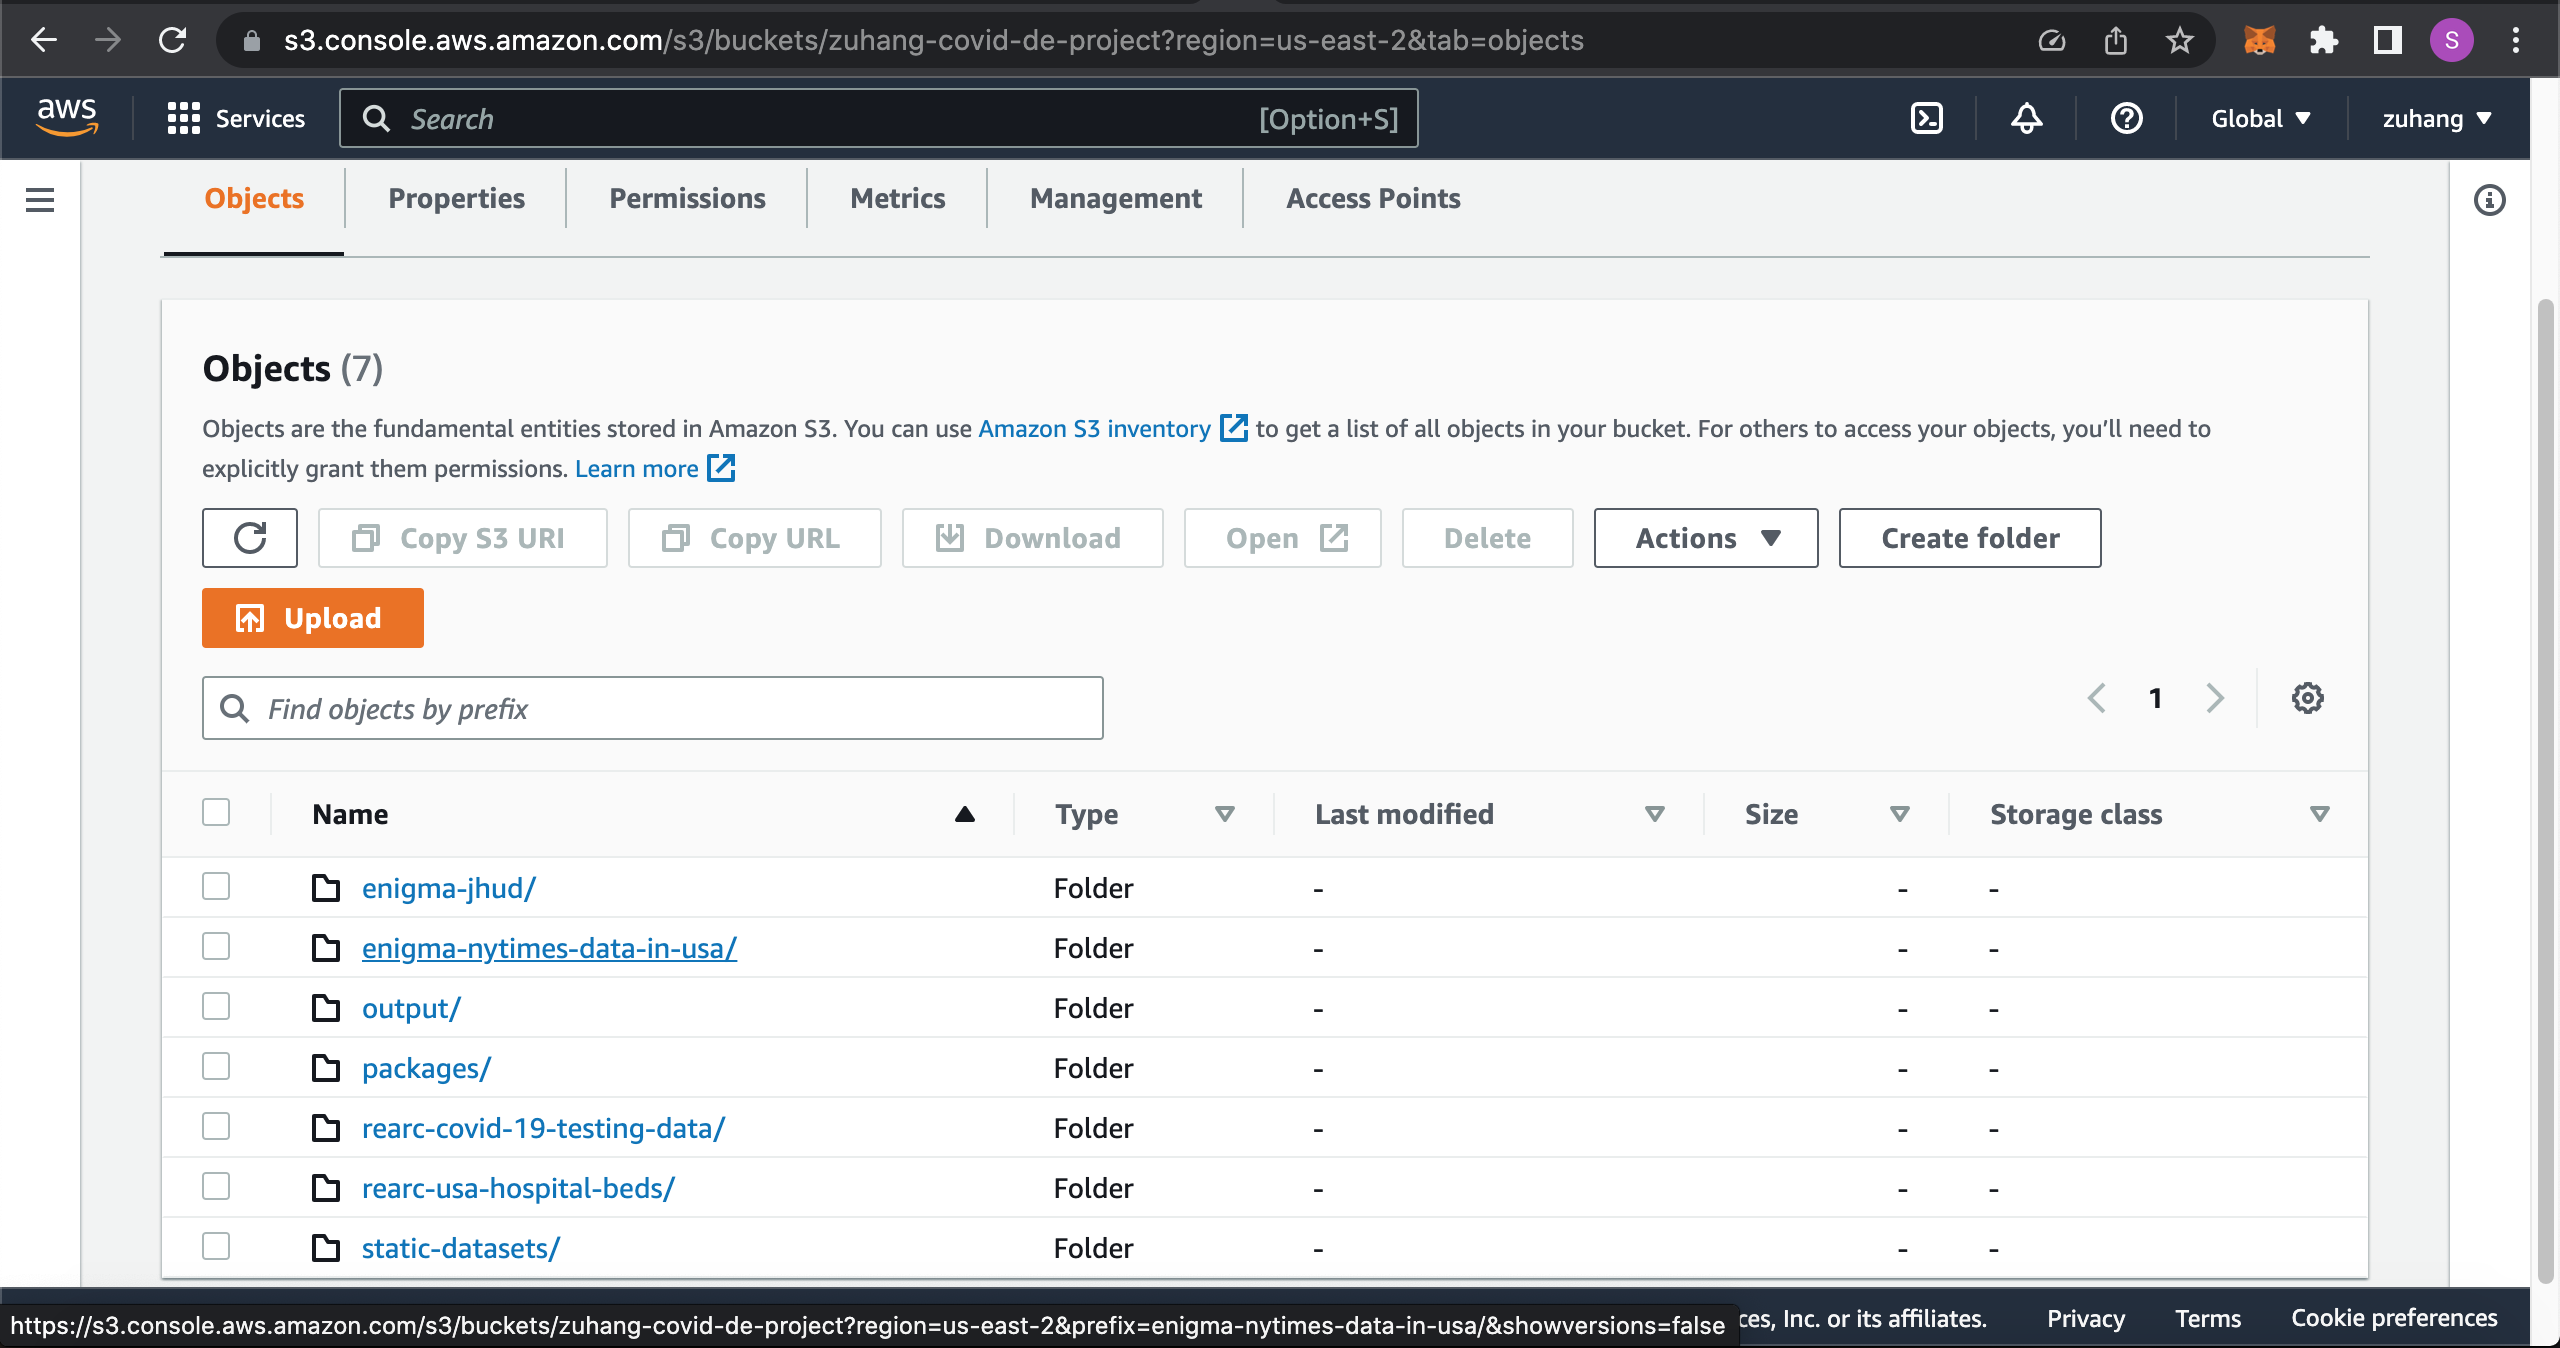 s3.console.aws.amazon.com/s3/buckets/zuhang-covid-de-project?region=us-east-2&tab=objects
S
aws
Services
Search
[Option+S]
Global
zuhang
Objects
Properties
Permissions
Metrics
Management
Access Points
Objects (7)
Objects are the fundamental entities stored in Amazon S3. You can use Amazon S3 inventory to get a list of all objects in your bucket. For others to access your objects, you’ll need to
explicitly grant them permissions. Learn more
Copy S3 URI
Copy URL
Download
Open
Delete
Actions
Create folder
Upload
Find objects by prefix
1
Name
Type
Last modified
Size
Storage class
enigma-jhud/ Folder - - -
enigma-nytimes-data-in-usa/ Folder - - -
output/ Folder - - -
packages/ Folder - - -
rearc-covid-19-testing-data/ Folder - - -
rearc-usa-hospital-beds/ Folder - - -
static-datasets/ Folder - - -
https://s3.console.aws.amazon.com/s3/buckets/zuhang-covid-de-project?region=us-east-2&prefix=enigma-nytimes-data-in-usa/&showversions=false
ces, Inc. or its affiliates.
Privacy
Terms
Cookie preferences